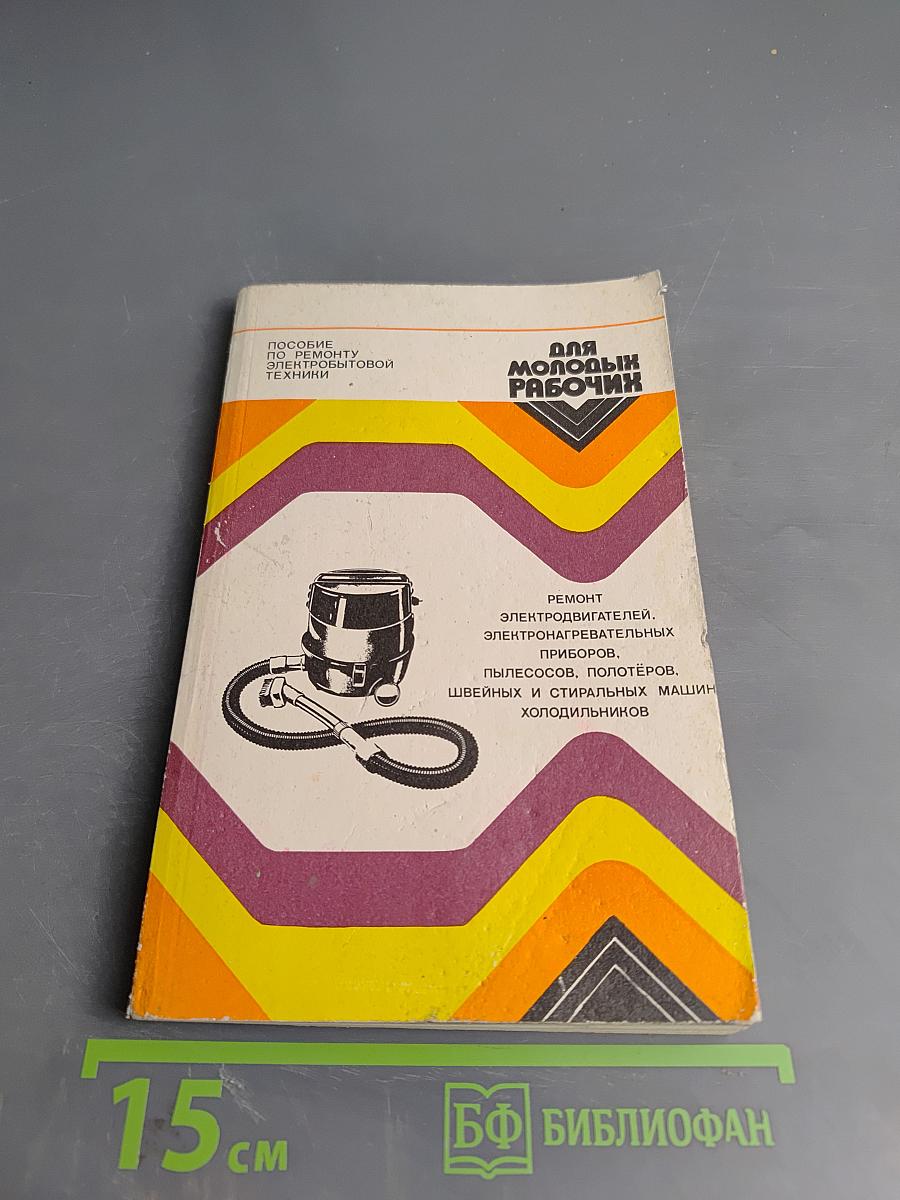 ПОСОБИЕ
ПО РЕМОНТУ
ЭЛЕКТРОБЫТОВОЙ
ТЕХНИКИ
ДЛЯ
МОЛОДЫХ
РАБОЧИХ
РЕМОНТ
ЭЛЕКТРОДВИГАТЕЛЕЙ,
ЭЛЕКТРОНАГРЕВАТЕЛЬНЫХ
ПРИБОРОВ,
ПЫЛЕСОСОВ, ПОЛОТЁРОВ,
ШВЕЙНЫХ И СТИРАЛЬНЫХ МАШИН
ХОЛОДИЛЬНИКОВ
15 см
БФ БИБЛИОФАН